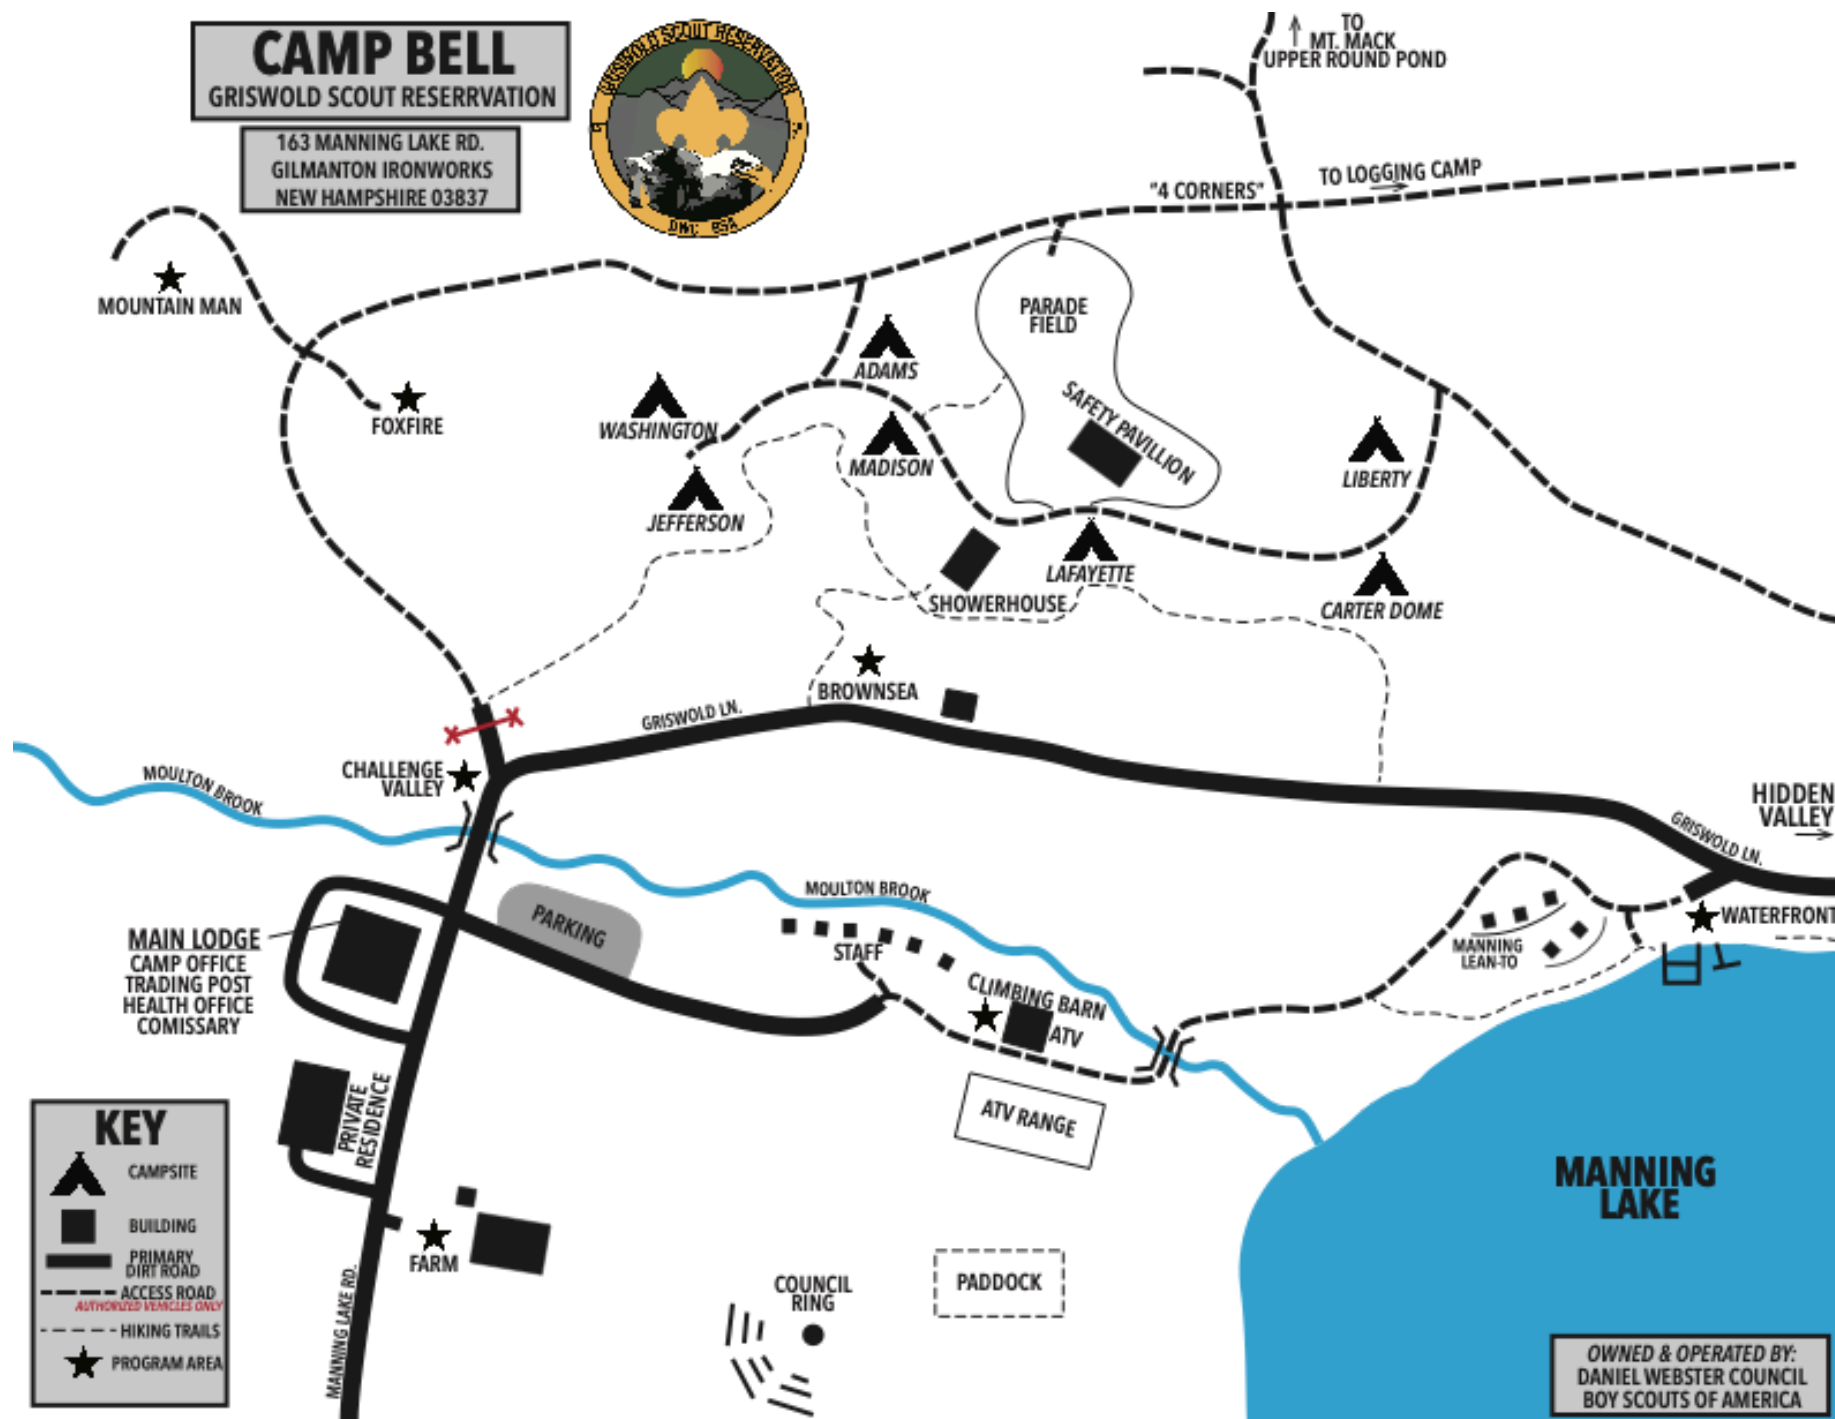 CAMP BELL
GRISWOLD SCOUT RESERRVATION
163 MANNING LAKE RD.
GILMANTON IRONWORKS
NEW HAMPSHIRE 03837
GRISWOLD SCOUT RESERVATION
DWC BSA
TO
MT. MACK
UPPER ROUND POND
"4 CORNERS"
TO LOGGING CAMP
MOUNTAIN MAN
FOXFIRE
PARADE
FIELD
ADAMS
WASHINGTON
MADISON
SAFETY PAVILLION
JEFFERSON
LIBERTY
LAFAYETTE
SHOWERHOUSE
CARTER DOME
BROWNSEA
GRISWOLD LN.
CHALLENGE
VALLEY
MOULTON BROOK
HIDDEN
VALLEY
GRISWOLD LN.
MOULTON BROOK
PARKING
STAFF
WATERFRONT
MANNING
LEAN-TO
MAIN LODGE
CAMP OFFICE
TRADING POST
HEALTH OFFICE
COMISSARY
CLIMBING BARN
ATV
PRIVATE
RESIDENCE
ATV RANGE
MANNING
LAKE
FARM
MANNING LAKE RD.
COUNCIL
RING
PADDOCK
KEY
CAMPSITE
BUILDING
PRIMARY
DIRT ROAD
ACCESS ROAD
AUTHORIZED VEHICLES ONLY
HIKING TRAILS
PROGRAM AREA
OWNED & OPERATED BY:
DANIEL WEBSTER COUNCIL
BOY SCOUTS OF AMERICA